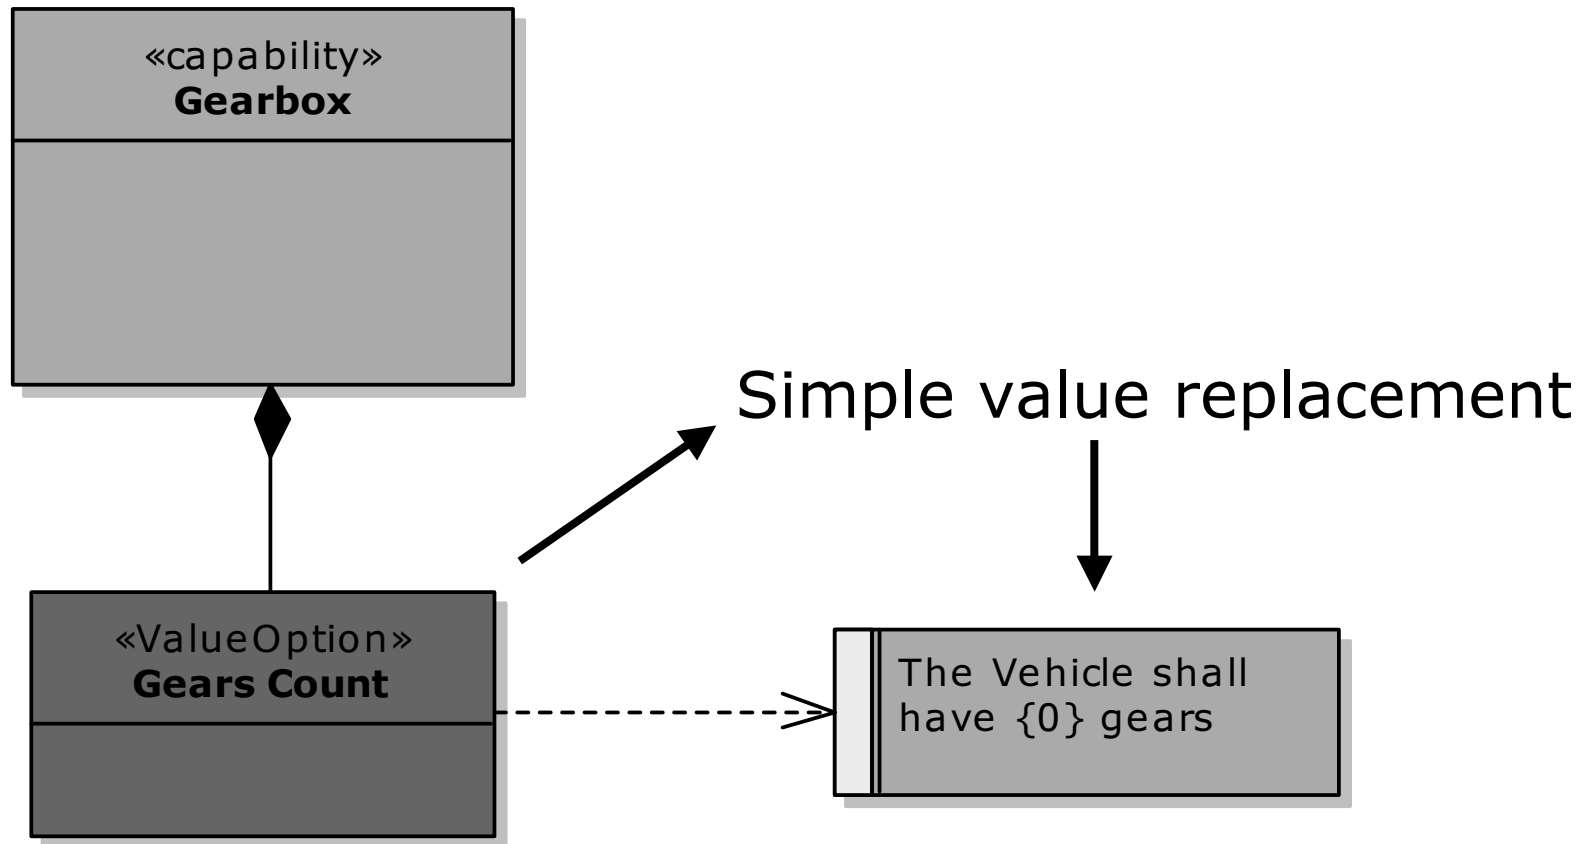 «capability»
Gearbox
Simple value replacement
«ValueOption»
Gears Count
The Vehicle shall
have {0} gears